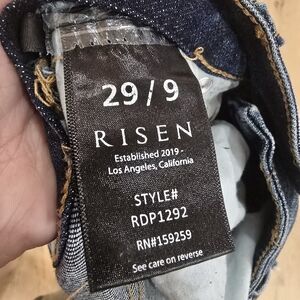 29 / 9
RISEN
Established 2019 -
Los Angeles, California
STYLE#
RDP1292
RN#159259
See care on reverse